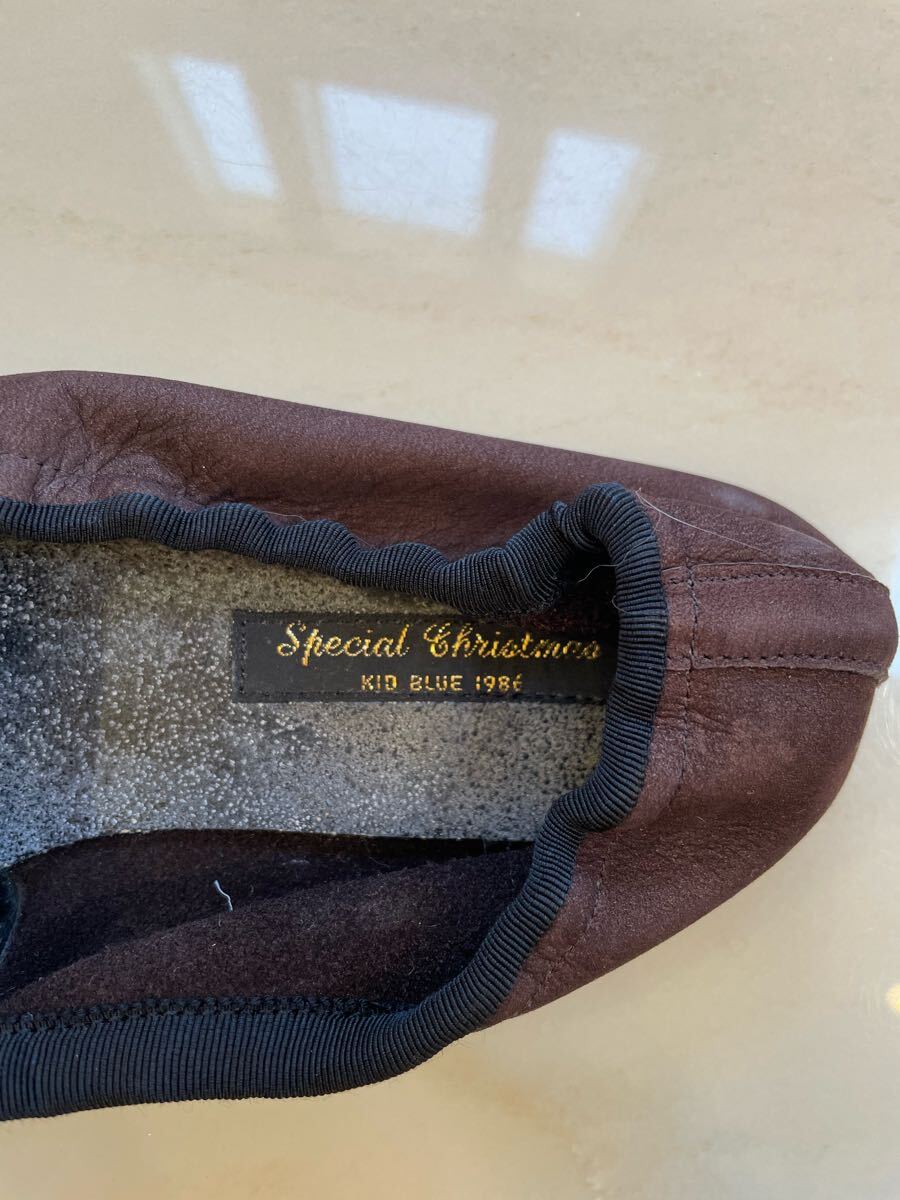 Special Christmas
KID BLUE 1986